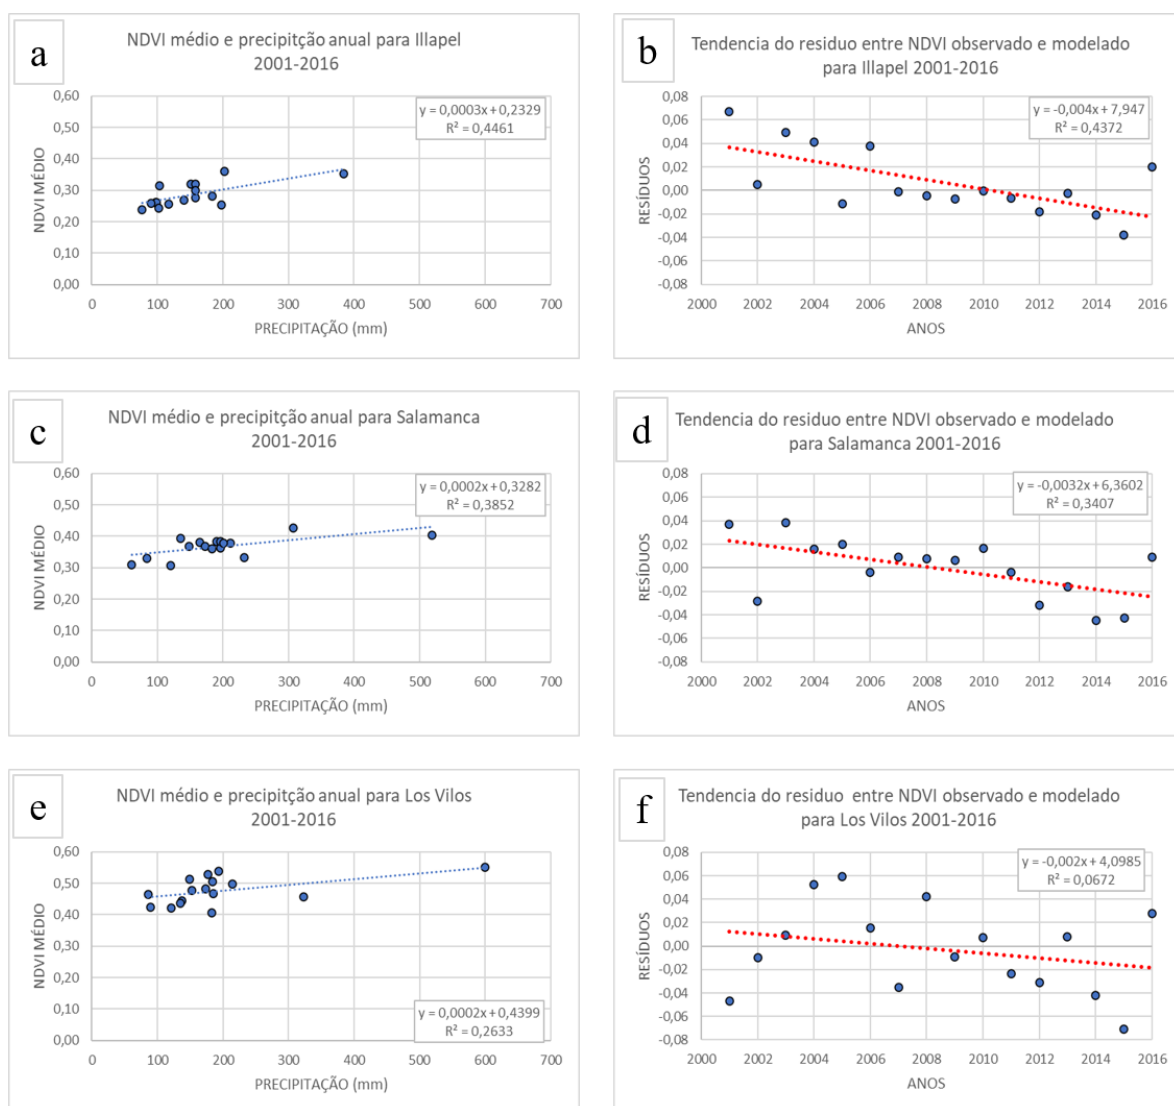 a
NDVI médio e precipitção anual para Illapel
2001-2016
0,60
0,50
0,40
0,30
0,20
0,10
0,00
NDVI MÉDIO
y = 0,0003x + 0,2329
R² = 0,4461
0 100 200 300 400 500 600 700
PRECIPITAÇÃO (mm)
b
Tendencia do residuo entre NDVI observado e modelado
para Illapel 2001-2016
0,08
0,06
0,04
0,02
0,00
-0,02
-0,04
-0,06
-0,08
RESÍDUOS
y = -0,004x + 7,947
R² = 0,4372
2000 2002 2004 2006 2008 2010 2012 2014 2016
ANOS
c
NDVI médio e precipitção anual para Salamanca
2001-2016
0,60
0,50
0,40
0,30
0,20
0,10
0,00
NDVI MÉDIO
y = 0,0002x + 0,3282
R² = 0,3852
0 100 200 300 400 500 600 700
PRECIPITAÇÃO (mm)
d
Tendencia do residuo entre NDVI observado e modelado
para Salamanca 2001-2016
0,08
0,06
0,04
0,02
0,00
-0,02
-0,04
-0,06
-0,08
RESÍDUOS
y = -0,0032x + 6,3602
R² = 0,3407
2000 2002 2004 2006 2008 2010 2012 2014 2016
ANOS
e
NDVI médio e precipitção anual para Los Vilos
2001-2016
0,60
0,50
0,40
0,30
0,20
0,10
0,00
NDVI MÉDIO
y = 0,0002x + 0,4399
R² = 0,2633
0 100 200 300 400 500 600 700
PRECIPITAÇÃO (mm)
f
Tendencia do residuo entre NDVI observado e modelado
para Los Vilos 2001-2016
0,08
0,06
0,04
0,02
0,00
-0,02
-0,04
-0,06
-0,08
RESÍDUOS
y = -0,002x + 4,0985
R² = 0,0672
2000 2002 2004 2006 2008 2010 2012 2014 2016
ANOS